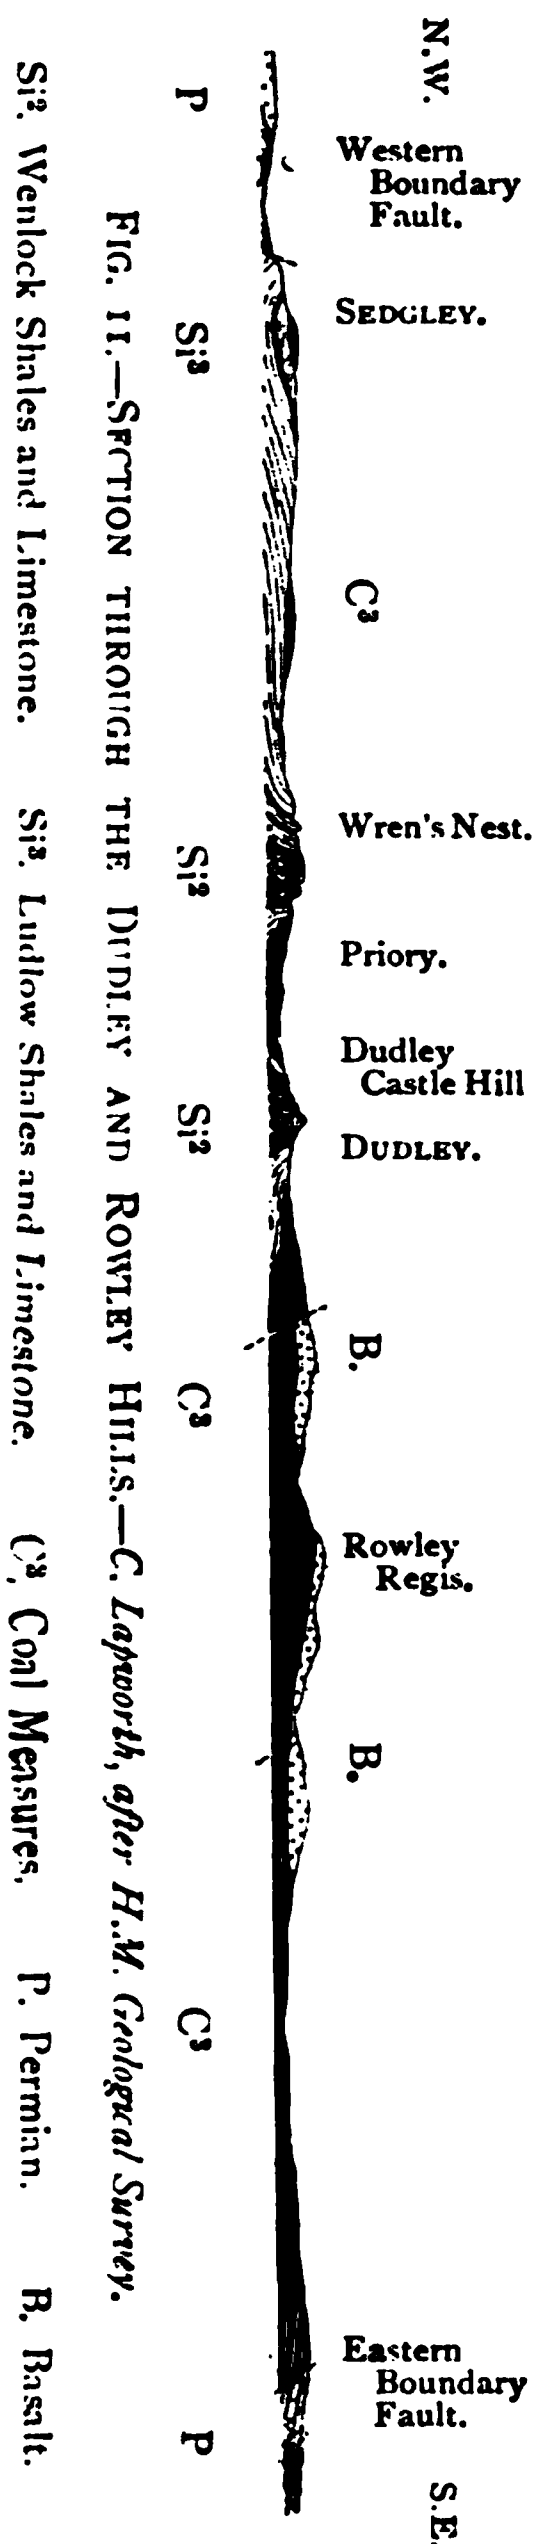 N.W.
Western
Boundary
Fault.
SEDGLEY.
C³
Wren's Nest.
Priory.
Dudley
Castle Hill
DUDLEY.
B.
Rowley
Regis.
B.
Eastern
Boundary
Fault.
S.E.
P
Si³
Si²
Si²
C³
C³
P
FIG. 11.—SECTION THROUGH THE DUDLEY AND ROWLEY HILLS.—C. Lapworth, after H.M. Geological Survey.
Si². Wenlock Shales and Limestone. Si³. Ludlow Shales and Limestone. C³, Coal Measures. P. Permian. B. Basalt.